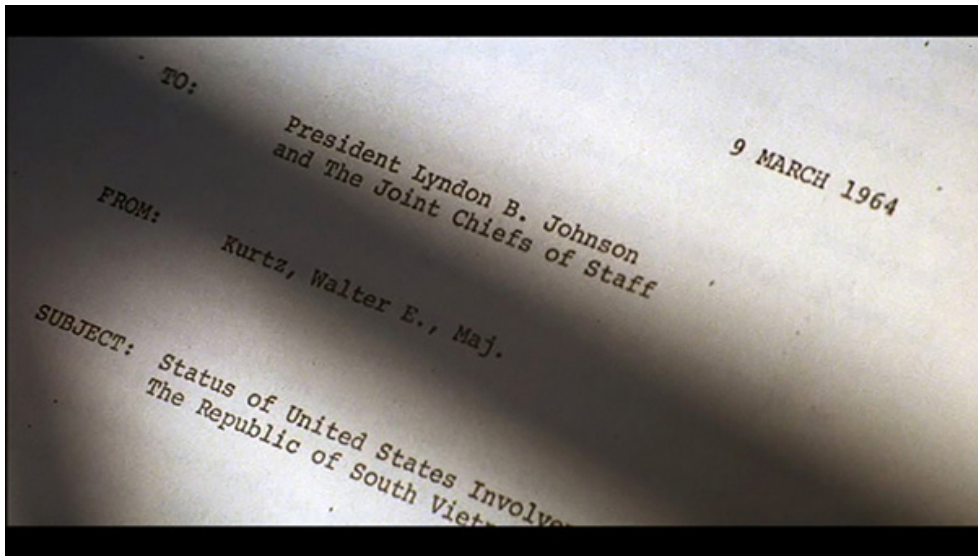 9 MARCH 1964
TO:
President Lyndon B. Johnson
and The Joint Chiefs of Staff
FROM:
Kurtz, Walter E., Maj.
SUBJECT:
Status of United States
The Republic of South